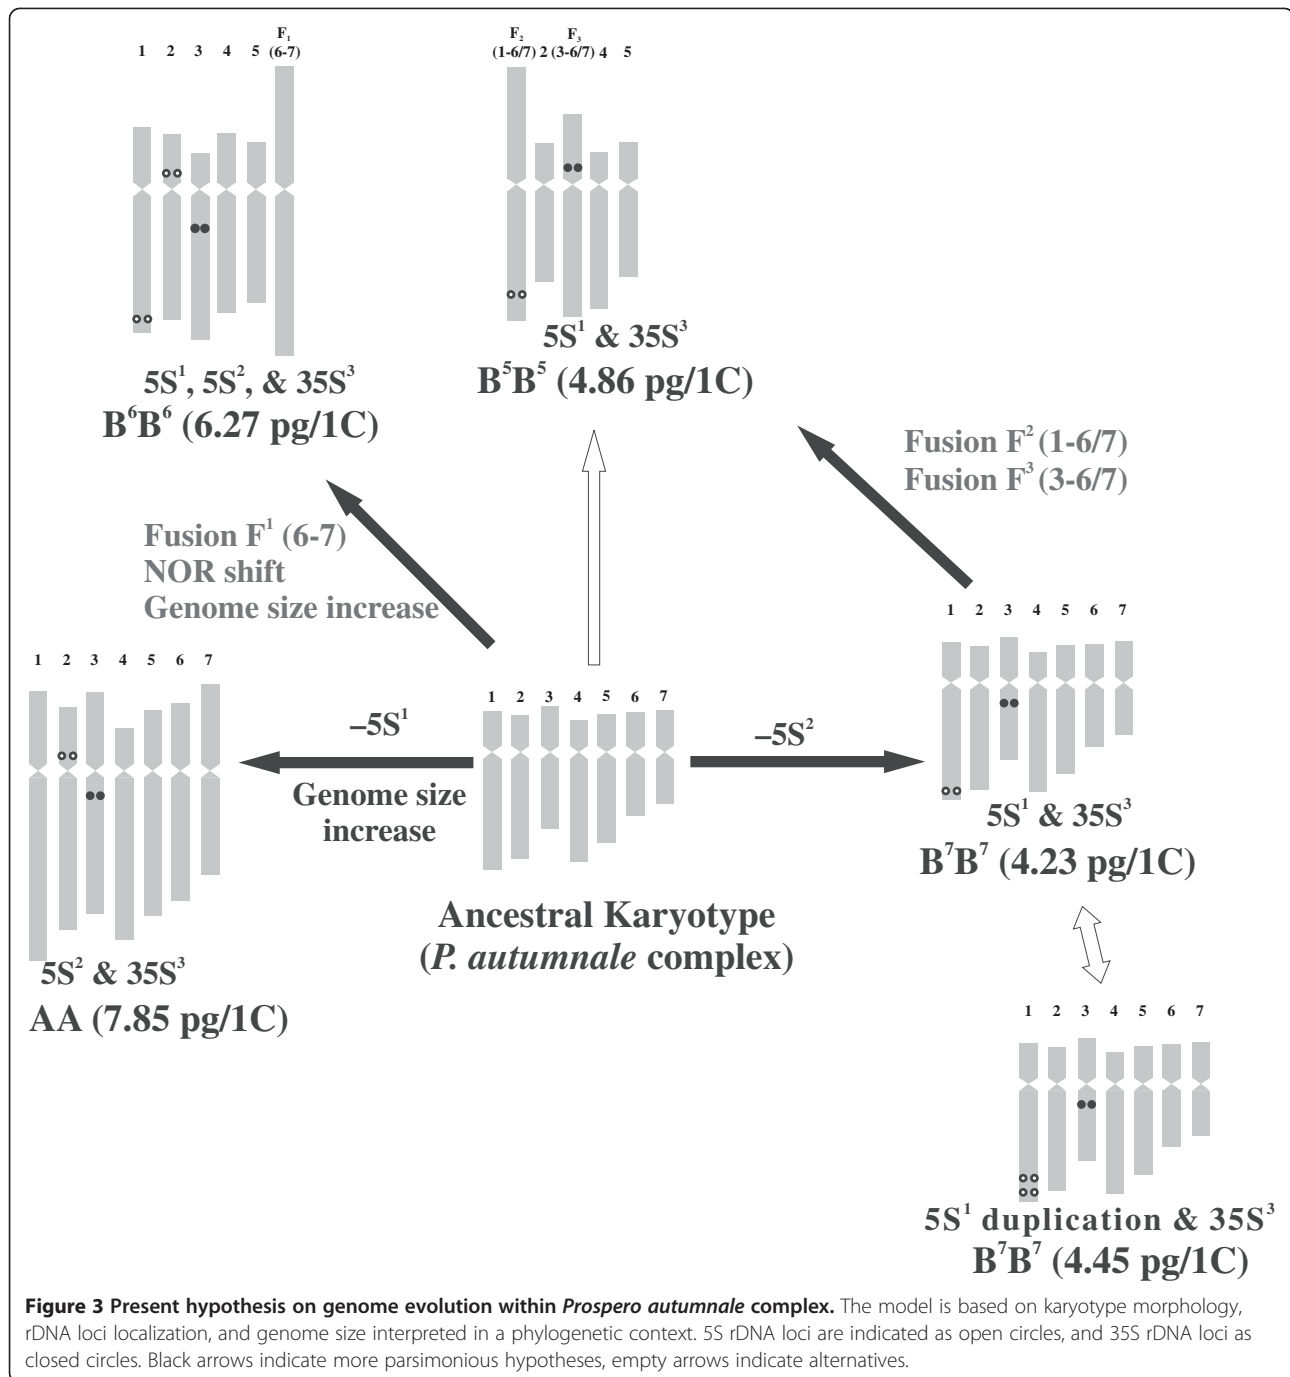 F₁
1 2 3 4 5 (6-7)
F₂ F₃
(1-6/7) 2 (3-6/7) 4 5
5S¹, 5S², & 35S³
B⁶B⁶ (6.27 pg/1C)
5S¹ & 35S³
B⁵B⁵ (4.86 pg/1C)
Fusion F² (1-6/7)
Fusion F³ (3-6/7)
Fusion F¹ (6-7)
NOR shift
Genome size increase
1 2 3 4 5 6 7
–5S¹
Genome size
increase
5S² & 35S³
AA (7.85 pg/1C)
1 2 3 4 5 6 7
Ancestral Karyotype
(P. autumnale complex)
–5S²
1 2 3 4 5 6 7
5S¹ & 35S³
B⁷B⁷ (4.23 pg/1C)
1 2 3 4 5 6 7
5S¹ duplication & 35S³
B⁷B⁷ (4.45 pg/1C)
Figure 3 Present hypothesis on genome evolution within Prospero autumnale complex. The model is based on karyotype morphology,
rDNA loci localization, and genome size interpreted in a phylogenetic context. 5S rDNA loci are indicated as open circles, and 35S rDNA loci as
closed circles. Black arrows indicate more parsimonious hypotheses, empty arrows indicate alternatives.